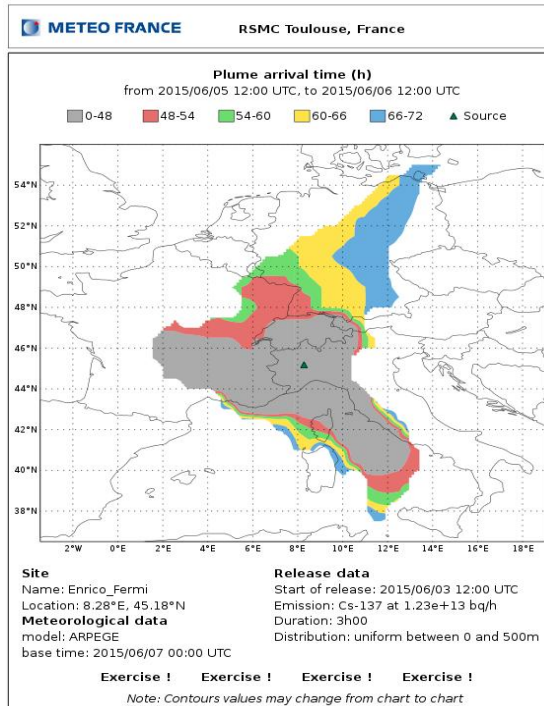 METEO FRANCE RSMC Toulouse, France
Plume arrival time (h)
from 2015/06/05 12:00 UTC, to 2015/06/06 12:00 UTC
0-48 48-54 54-60 60-66 66-72 Source
54°N
52°N
50°N
48°N
46°N
44°N
42°N
40°N
38°N
2°W 0°E 2°E 4°E 6°E 8°E 10°E 12°E 14°E 16°E 18°E
Site
Name: Enrico_Fermi
Location: 8.28°E, 45.18°N
Meteorological data
model: ARPEGE
base time: 2015/06/07 00:00 UTC
Release data
Start of release: 2015/06/03 12:00 UTC
Emission: Cs-137 at 1.23e+13 bq/h
Duration: 3h00
Distribution: uniform between 0 and 500m
Exercise ! Exercise ! Exercise ! Exercise !
Note: Contours values may change from chart to chart